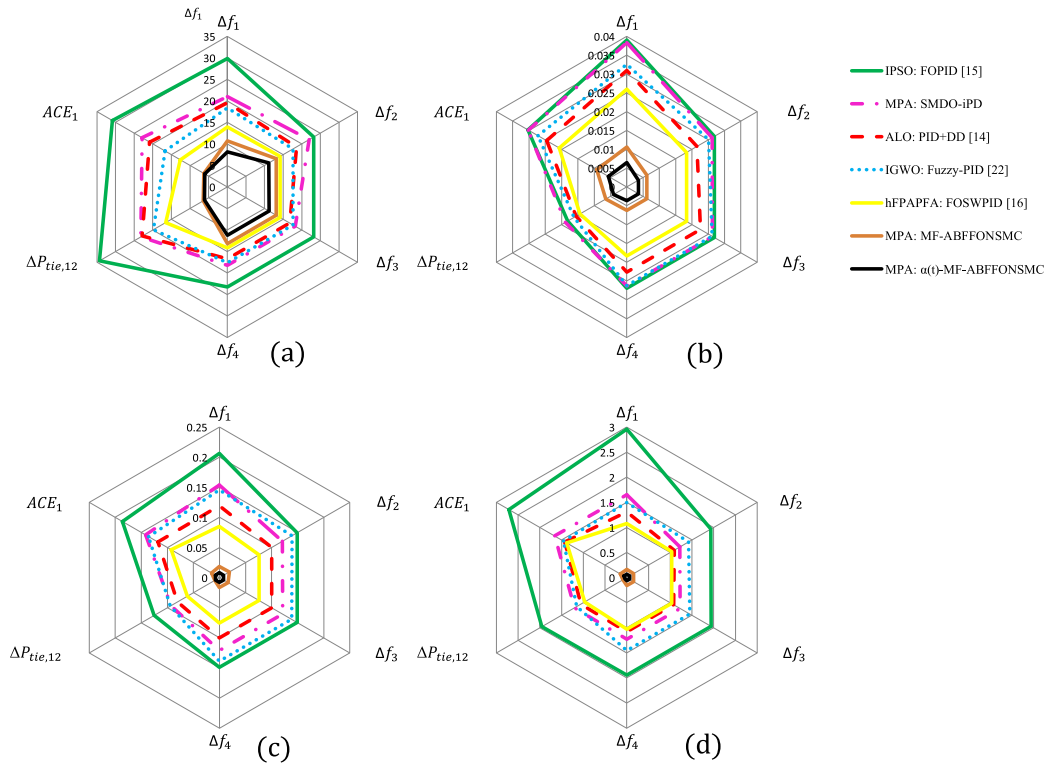 Δf1
Δf1
35
30
25
20
15
10
5
0
Δf2
Δf3
Δf4
ΔPtie,12
ACE1
(a)
Δf1
0.04
0.035
0.03
0.025
0.02
0.015
0.01
0.005
0
Δf2
Δf3
Δf4
ΔPtie,12
ACE1
(b)
IPSO: FOPID [15]
MPA: SMDO-iPD
ALO: PID+DD [14]
IGWO: Fuzzy-PID [22]
hFPAPFA: FOSWPID [16]
MPA: MF-ABFFONSMC
MPA: α(t)-MF-ABFFONSMC
Δf1
0.25
0.2
0.15
0.1
0.05
0
Δf2
Δf3
Δf4
ΔPtie,12
ACE1
(c)
Δf1
3
2.5
2
1.5
1
0.5
0
Δf2
Δf3
Δf4
ΔPtie,12
ACE1
(d)